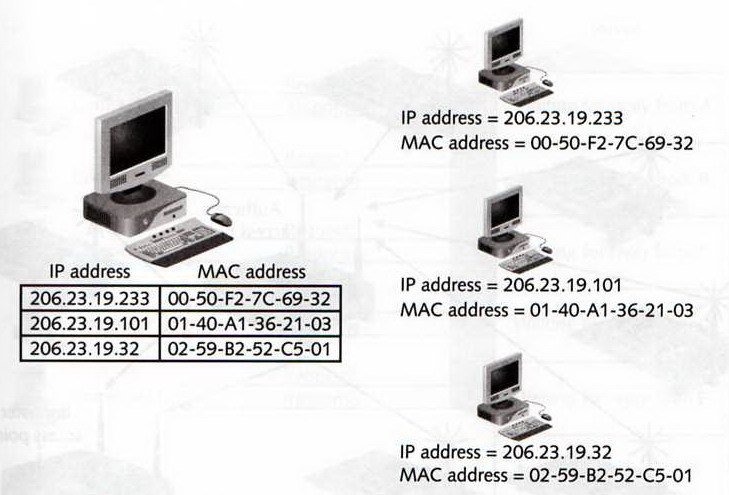 IP address MAC address
206.23.19.233 00-50-F2-7C-69-32
206.23.19.101 01-40-A1-36-21-03
206.23.19.32 02-59-B2-52-C5-01
IP address = 206.23.19.233
MAC address = 00-50-F2-7C-69-32
IP address = 206.23.19.101
MAC address = 01-40-A1-36-21-03
IP address = 206.23.19.32
MAC address = 02-59-B2-52-C5-01